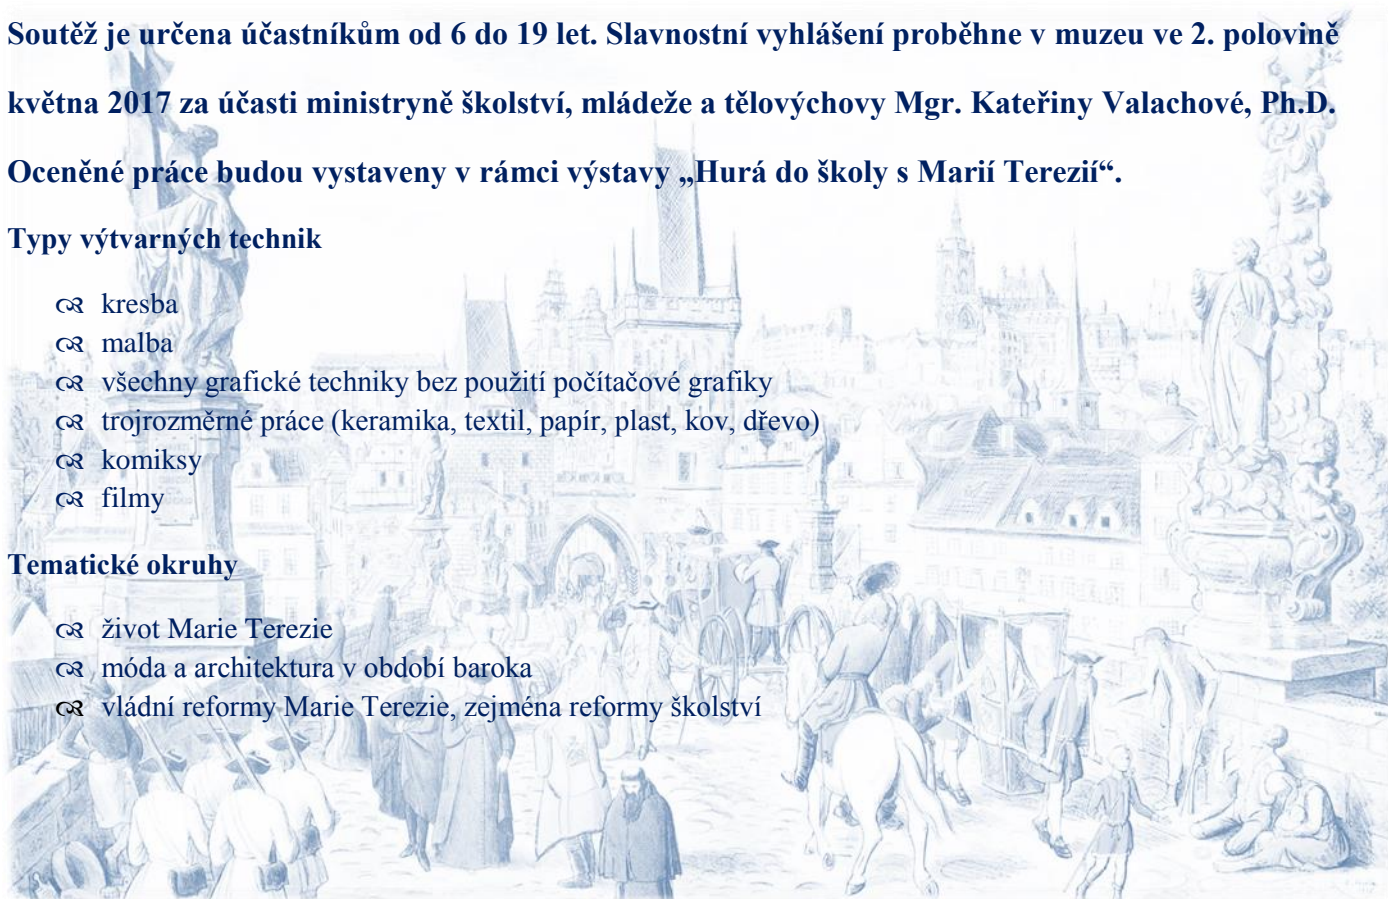 Soutěž je určena účastníkům od 6 do 19 let. Slavnostní vyhlášení proběhne v muzeu ve 2. polovině
května 2017 za účasti ministryně školství, mládeže a tělovýchovy Mgr. Kateřiny Valachové, Ph.D.
Oceněné práce budou vystaveny v rámci výstavy „Hurá do školy s Marií Terezií“.
Typy výtvarných technik
kresba
malba
všechny grafické techniky bez použití počítačové grafiky
trojrozměrné práce (keramika, textil, papír, plast, kov, dřevo)
komiksy
filmy
Tematické okruhy
život Marie Terezie
móda a architektura v období baroka
vládní reformy Marie Terezie, zejména reformy školství